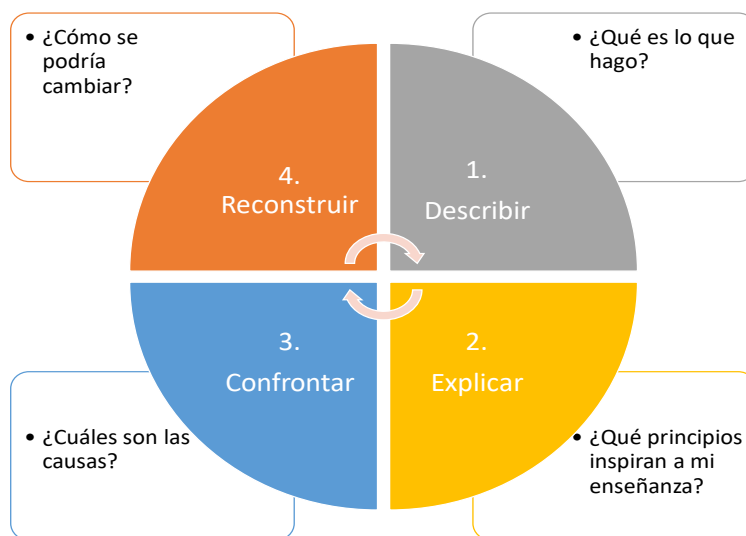 • ¿Cómo se
podría
cambiar?
• ¿Qué es lo que
hago?
4.
Reconstruir
1.
Describir
3.
Confrontar
2.
Explicar
• ¿Cuáles son las
causas?
• ¿Qué principios
inspiran a mi
enseñanza?